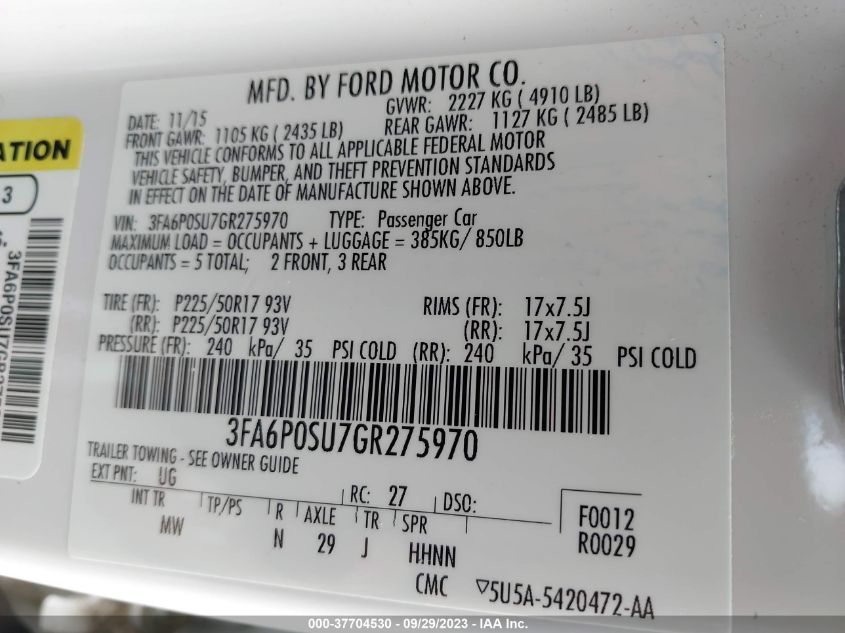 MFD. BY FORD MOTOR CO.
DATE: 11/15
GVWR: 2227 KG ( 4910 LB)
FRONT GAWR: 1105 KG ( 2435 LB)
REAR GAWR: 1127 KG ( 2485 LB)
THIS VEHICLE CONFORMS TO ALL APPLICABLE FEDERAL MOTOR
VEHICLE SAFETY, BUMPER, AND THEFT PREVENTION STANDARDS
IN EFFECT ON THE DATE OF MANUFACTURE SHOWN ABOVE.
VIN: 3FA6P0SU7GR275970 TYPE: Passenger Car
MAXIMUM LOAD = OCCUPANTS + LUGGAGE = 385KG/ 850LB
OCCUPANTS = 5 TOTAL; 2 FRONT, 3 REAR
TIRE (FR): P225/50R17 93V RIMS (FR): 17x7.5J
(RR): P225/50R17 93V (RR): 17x7.5J
PRESSURE (FR): 240 kPa/ 35 PSI COLD (RR): 240 kPa/ 35 PSI COLD
3FA6P0SU7GR275970
TRAILER TOWING - SEE OWNER GUIDE
EXT PNT: UG RC: 27 DSO:
INT TR TP/PS R AXLE TR SPR F0012
MW N 29 J HHNN R0029
CMC ▽5U5A-5420472-AA
ATION
3
000-37704530 - 09/29/2023 - IAA Inc.